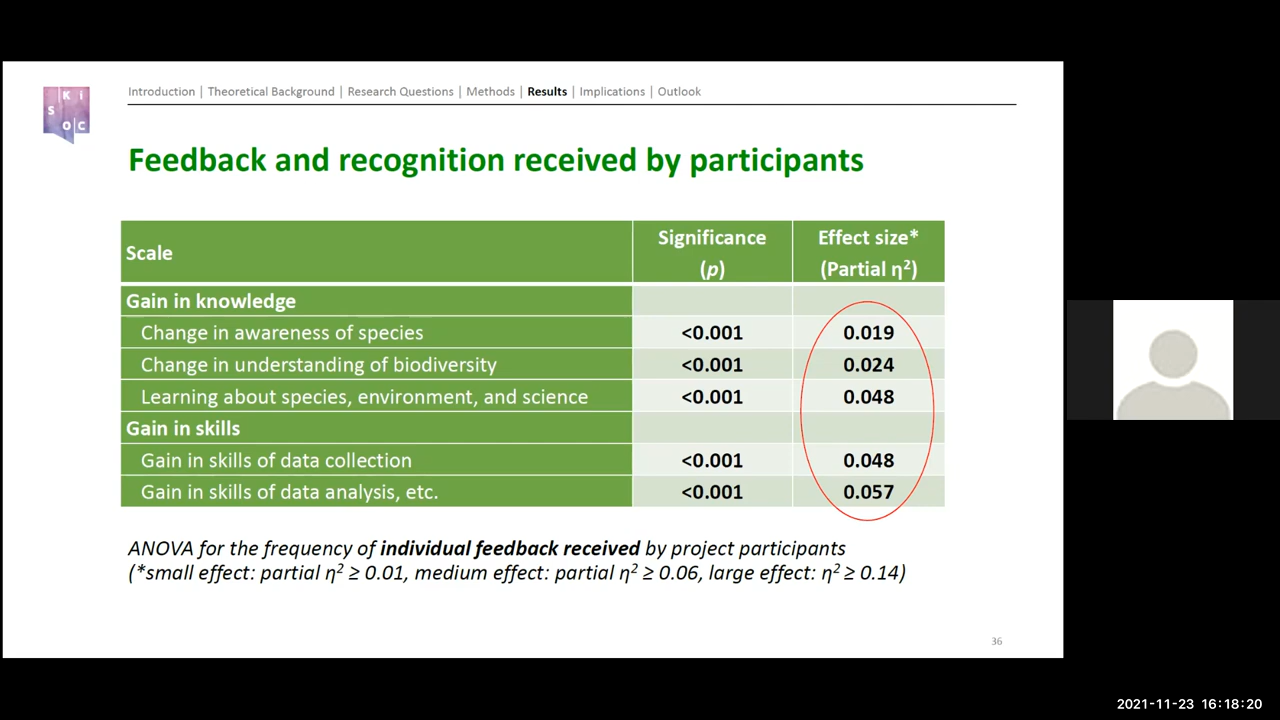 K i
S
O C
Introduction | Theoretical Background | Research Questions | Methods | Results | Implications | Outlook
Feedback and recognition received by participants
Scale Significance (p) Effect size* (Partial η²)
Gain in knowledge
Change in awareness of species <0.001 0.019
Change in understanding of biodiversity <0.001 0.024
Learning about species, environment, and science <0.001 0.048
Gain in skills
Gain in skills of data collection <0.001 0.048
Gain in skills of data analysis, etc. <0.001 0.057
ANOVA for the frequency of individual feedback received by project participants
(*small effect: partial η² ≥ 0.01, medium effect: partial η² ≥ 0.06, large effect: η² ≥ 0.14)
36
2021-11-23 16:18:20